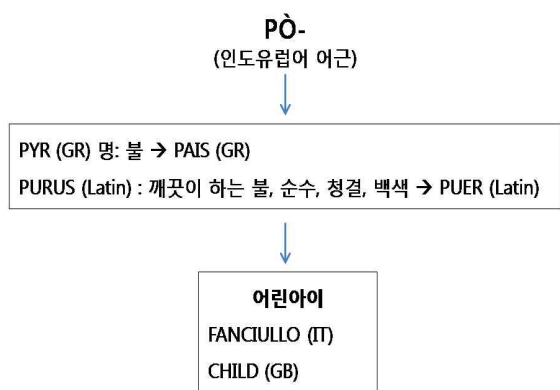 PÒ-
(인도유럽어 어근)
PYR (GR) 명: 불 → PAIS (GR)
PURUS (Latin) : 깨끗이 하는 불, 순수, 청결, 백색 → PUER (Latin)
어린아이
FANCIULLO (IT)
CHILD (GB)